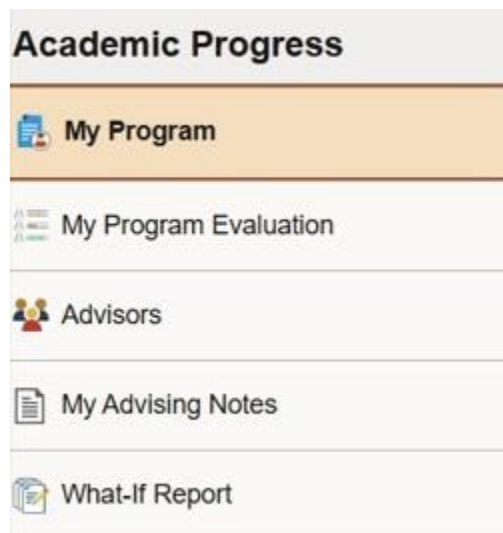 Academic Progress
My Program
My Program Evaluation
Advisors
My Advising Notes
What-If Report